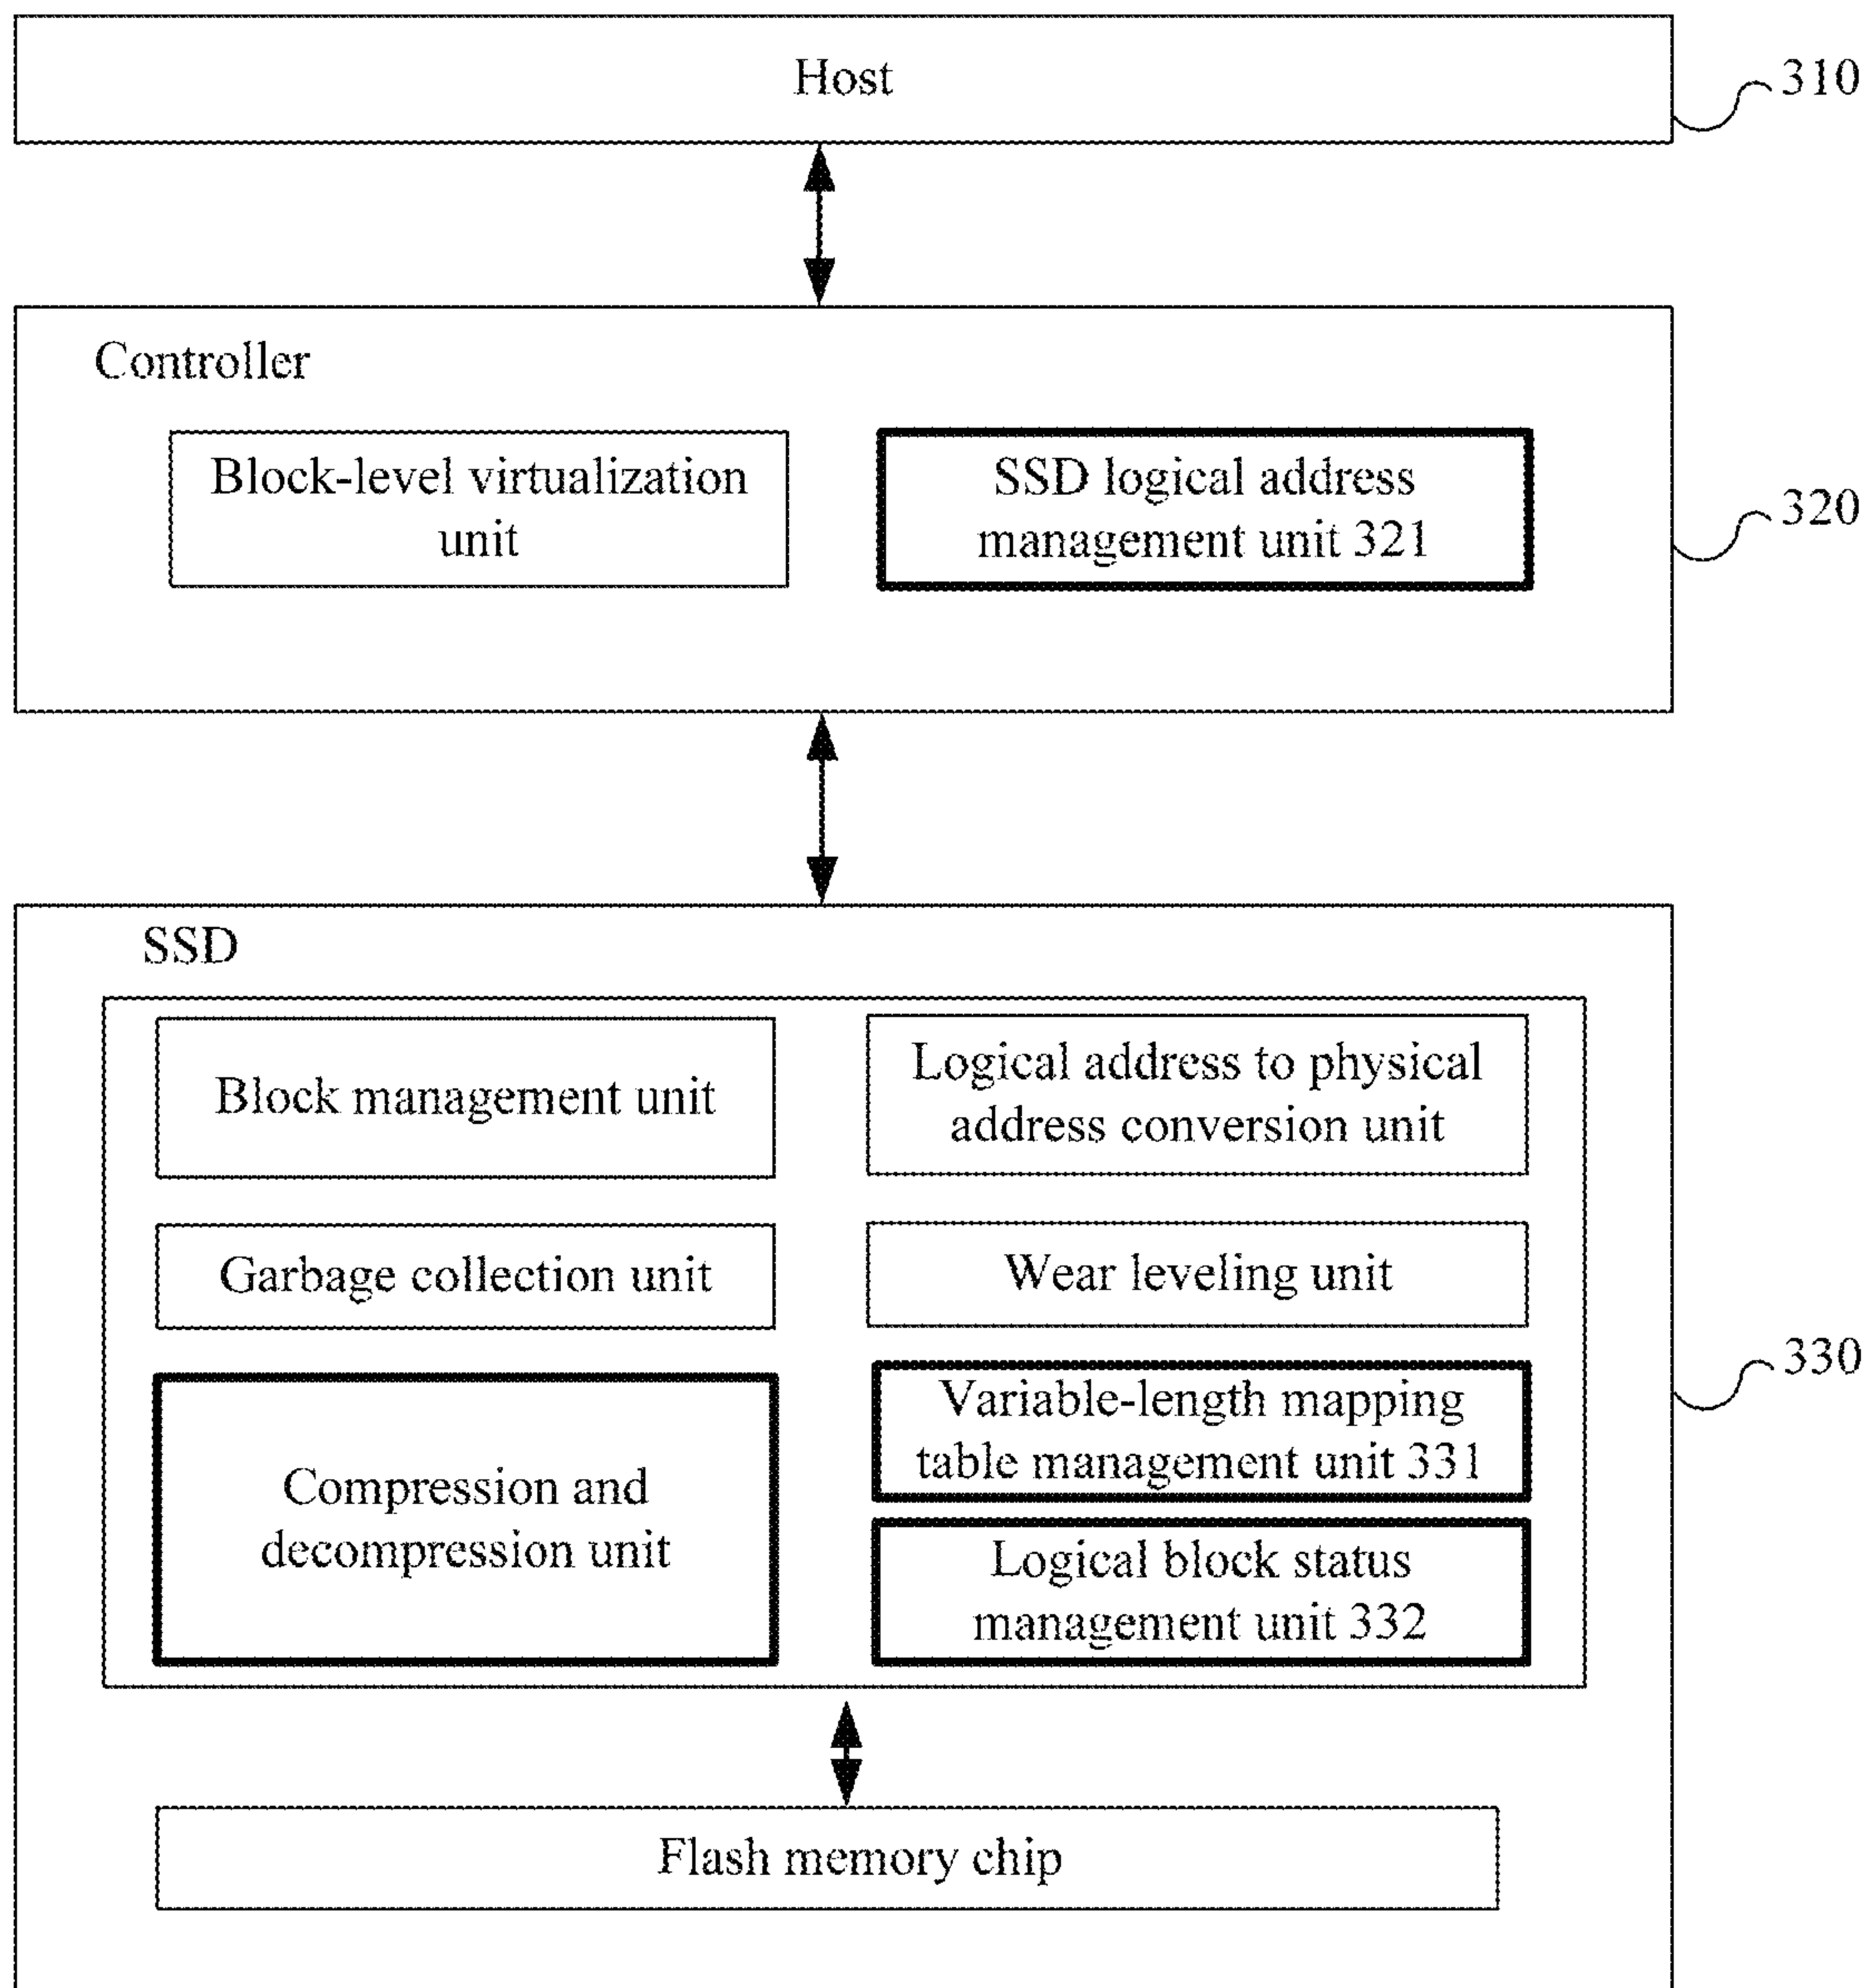 Host
310
Controller
Block-level virtualization
unit
SSD logical address
management unit 321
320
SSD
Block management unit
Logical address to physical
address conversion unit
Garbage collection unit
Wear leveling unit
330
Compression and
decompression unit
Variable-length mapping
table management unit 331
Logical block status
management unit 332
Flash memory chip